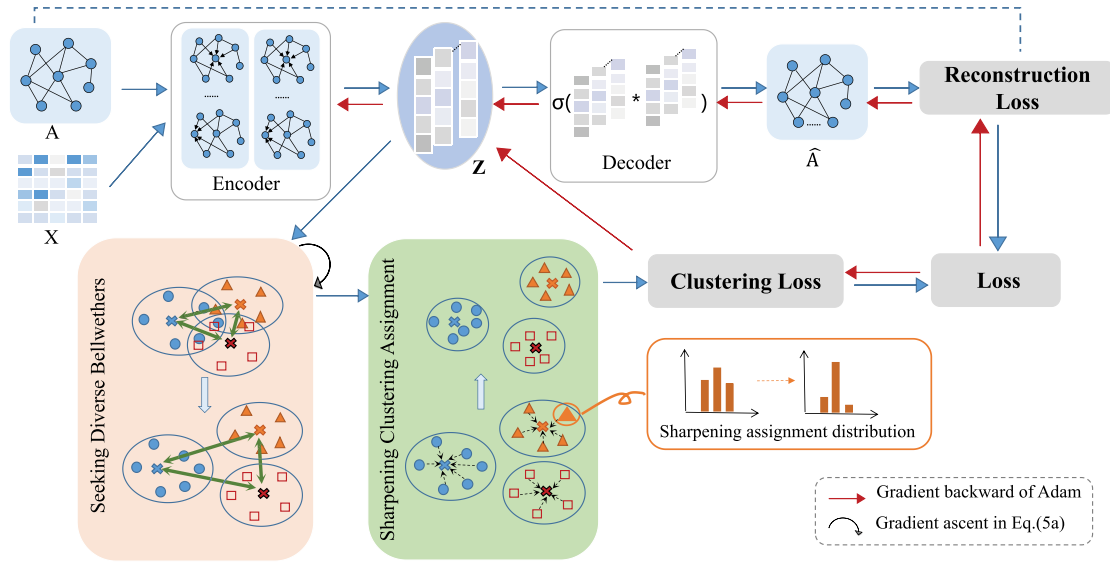 A
X
......
......
Encoder
Z
σ(
*
)
Decoder
......
Â
Reconstruction
Loss
Seeking Diverse Bellwethers
Sharpening Clustering Assignment
Clustering Loss
Loss
Sharpening assignment distribution
Gradient backward of Adam
Gradient ascent in Eq.(5a)